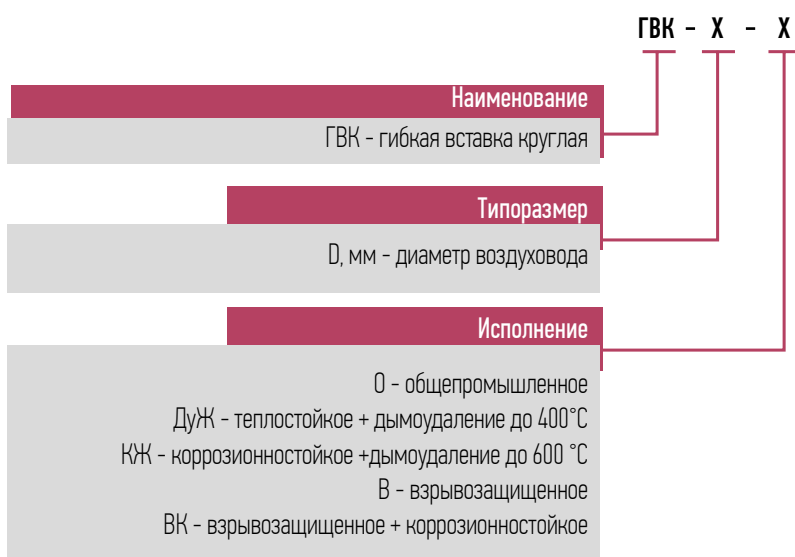 ГВК - Х - Х
Наименование
ГВК - гибкая вставка круглая
Типоразмер
D, мм - диаметр воздуховода
Исполнение
О - общепромышленное
ДуЖ - теплостойкое + дымоудаление до 400°С
КЖ - коррозионностойкое +дымоудаление до 600 °С
В - взрывозащищенное
ВК - взрывозащищенное + коррозионностойкое